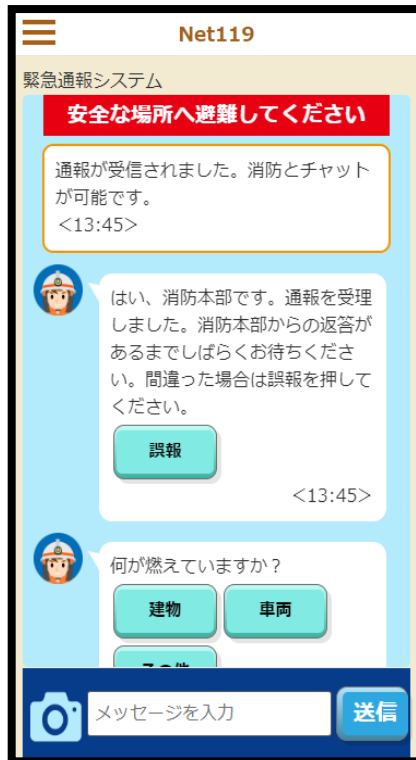 Net119
緊急通報システム
安全な場所へ避難してください
通報が受信されました。消防とチャット
が可能です。
<13:45>
はい、消防本部です。通報を受理
しました。消防本部からの返答が
あるまでしばらくお待ちくださ
い。間違った場合は誤報を押して
ください。
誤報
<13:45>
何が燃えていますか？
建物 車両
その他
メッセージを入力 送信